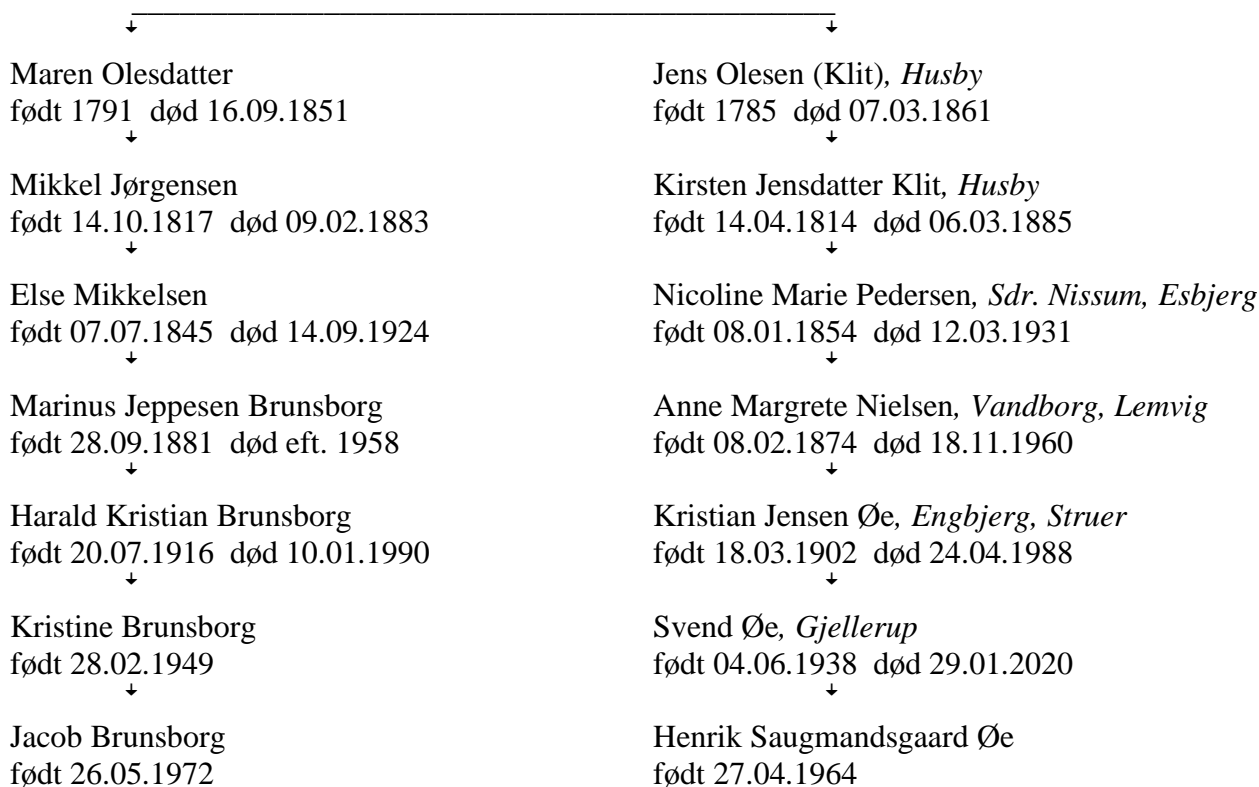 Maren Olesdatter
født 1791 død 16.09.1851
Mikkel Jørgensen
født 14.10.1817 død 09.02.1883
Else Mikkelsen
født 07.07.1845 død 14.09.1924
Marinus Jeppesen Brunsborg
født 28.09.1881 død eft. 1958
Harald Kristian Brunsborg
født 20.07.1916 død 10.01.1990
Kristine Brunsborg
født 28.02.1949
Jacob Brunsborg
født 26.05.1972
Jens Olesen (Klit), Husby
født 1785 død 07.03.1861
Kirsten Jensdatter Klit, Husby
født 14.04.1814 død 06.03.1885
Nicoline Marie Pedersen, Sdr. Nissum, Esbjerg
født 08.01.1854 død 12.03.1931
Anne Margrete Nielsen, Vandborg, Lemvig
født 08.02.1874 død 18.11.1960
Kristian Jensen Øe, Engbjerg, Struer
født 18.03.1902 død 24.04.1988
Svend Øe, Gjellerup
født 04.06.1938 død 29.01.2020
Henrik Saugmandsgaard Øe
født 27.04.1964